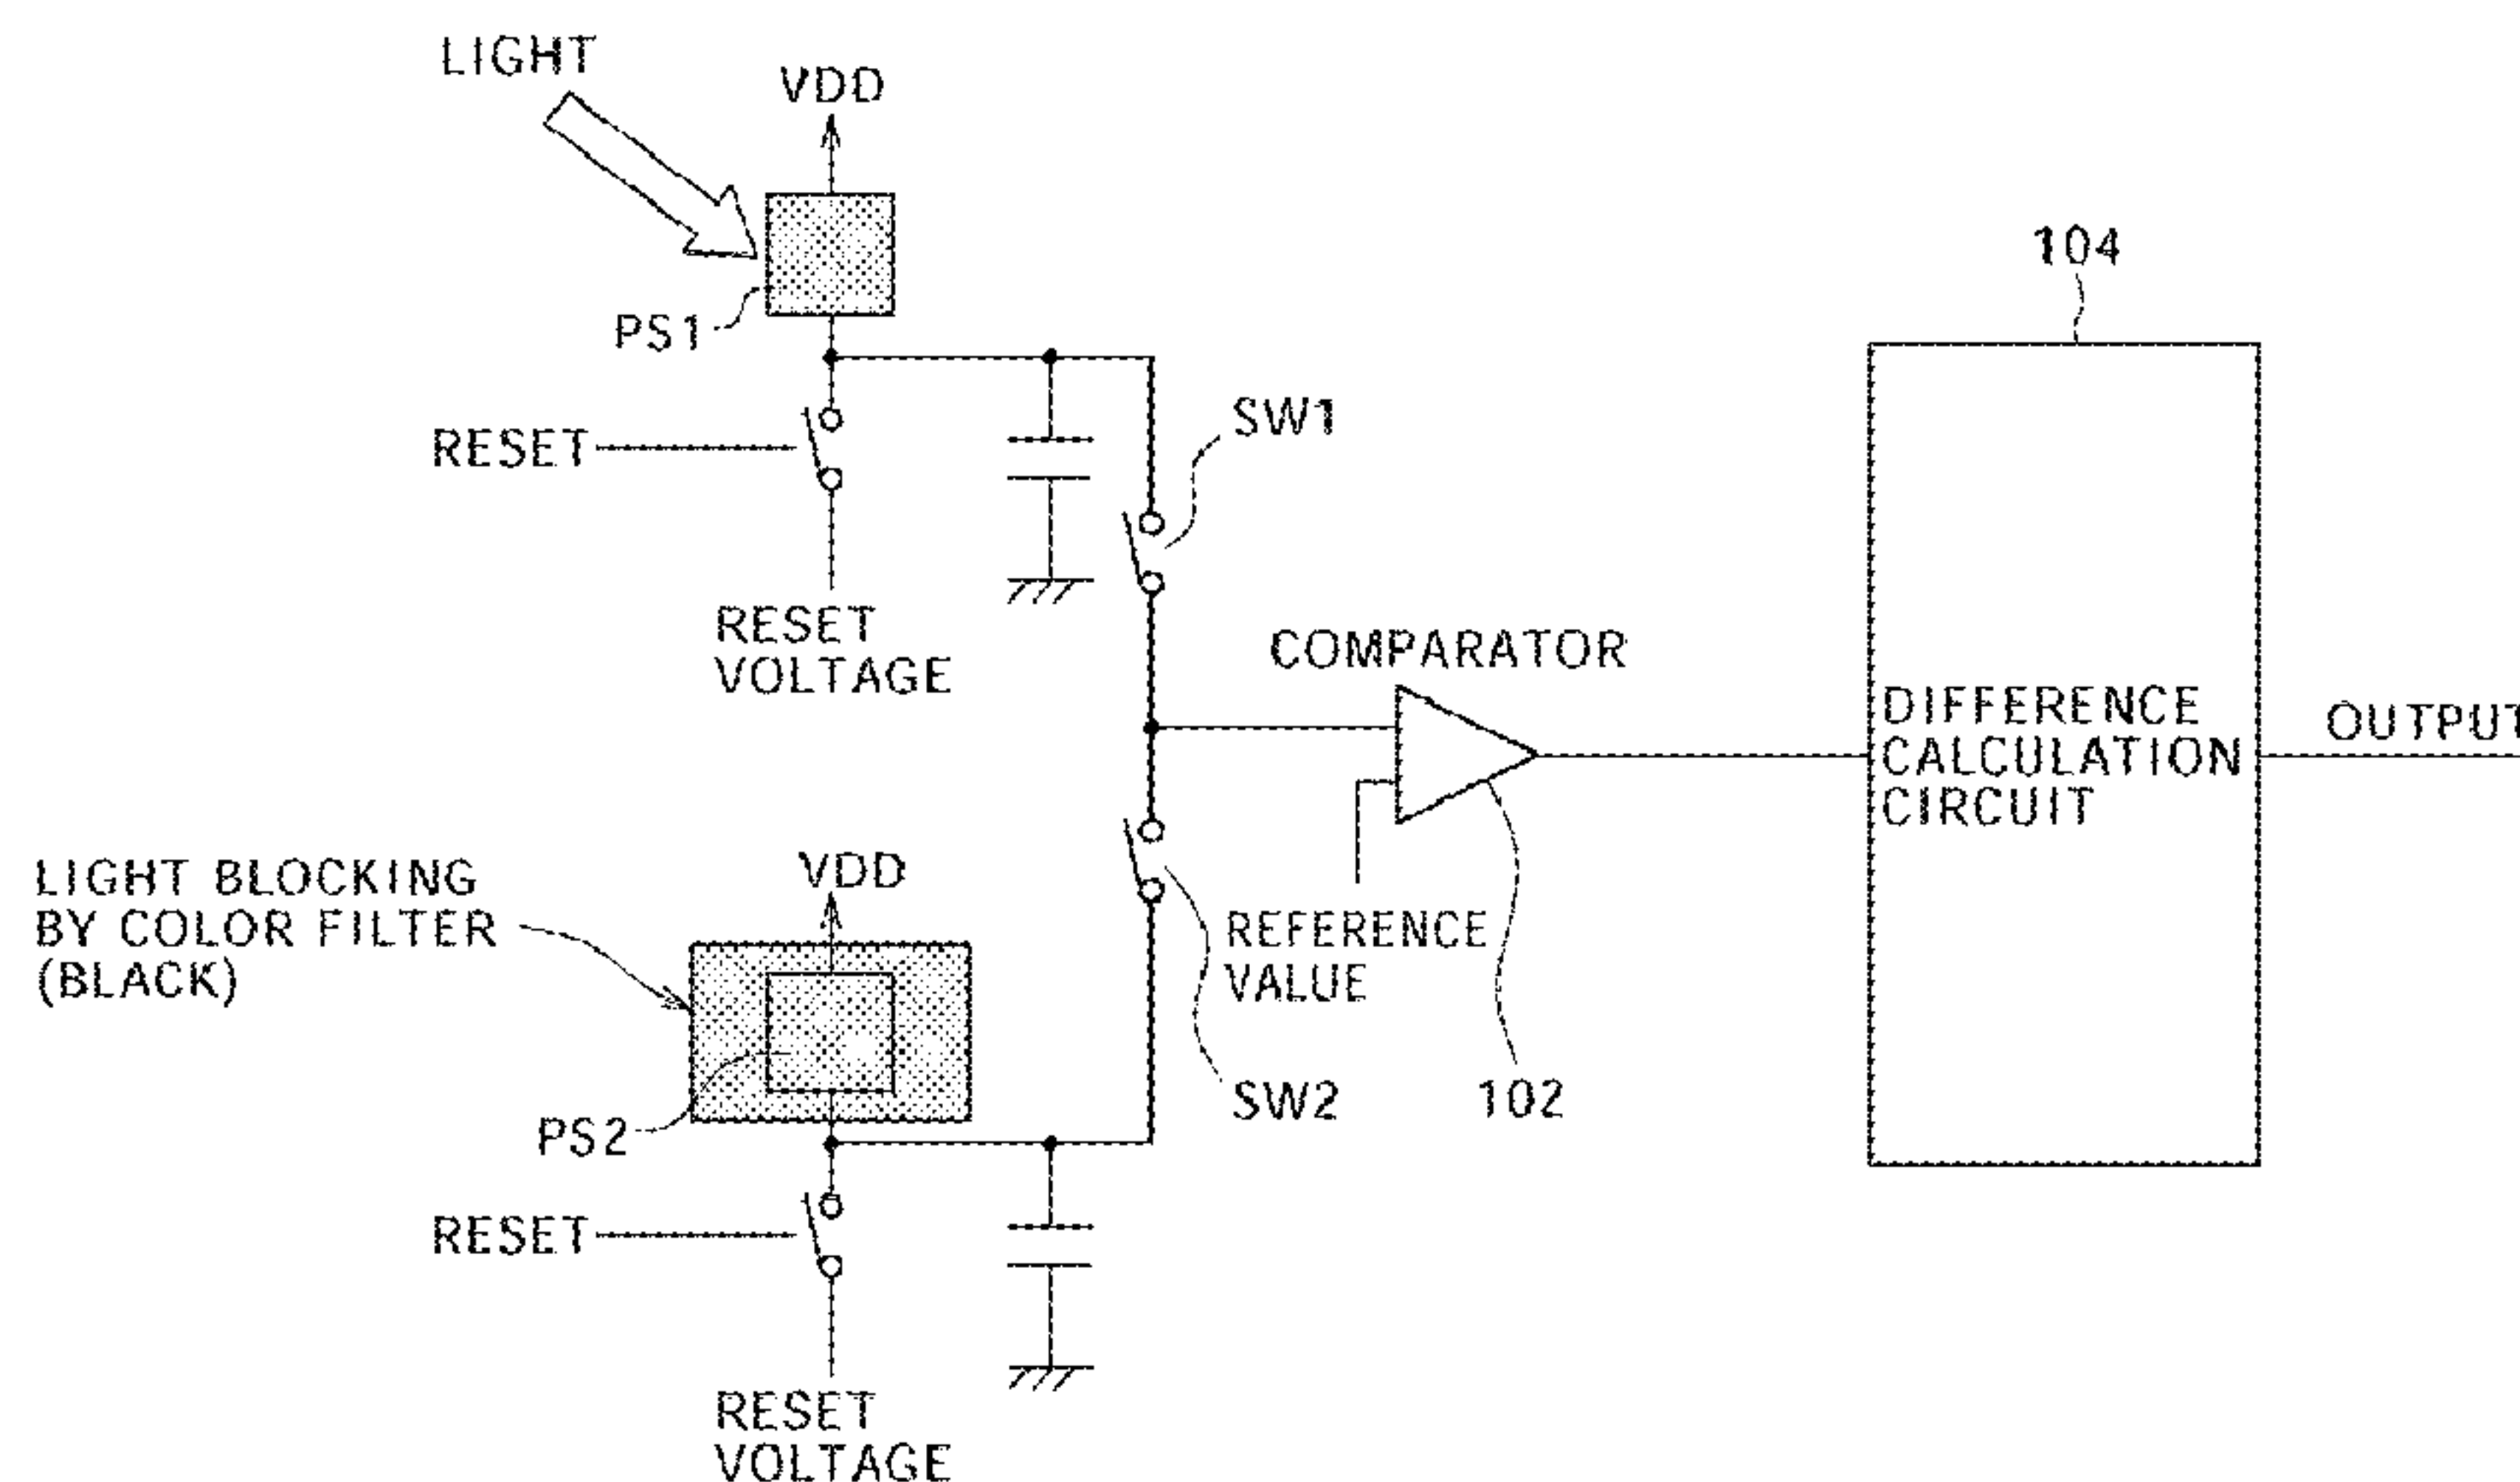 LIGHT
VDD
104
PS1
SW1
RESET
RESET
VOLTAGE
COMPARATOR
DIFFERENCE
CALCULATION
CIRCUIT
OUTPUT
LIGHT BLOCKING
BY COLOR FILTER
(BLACK)
VDD
REFERENCE
VALUE
PS2
SW2
102
RESET
RESET
VOLTAGE